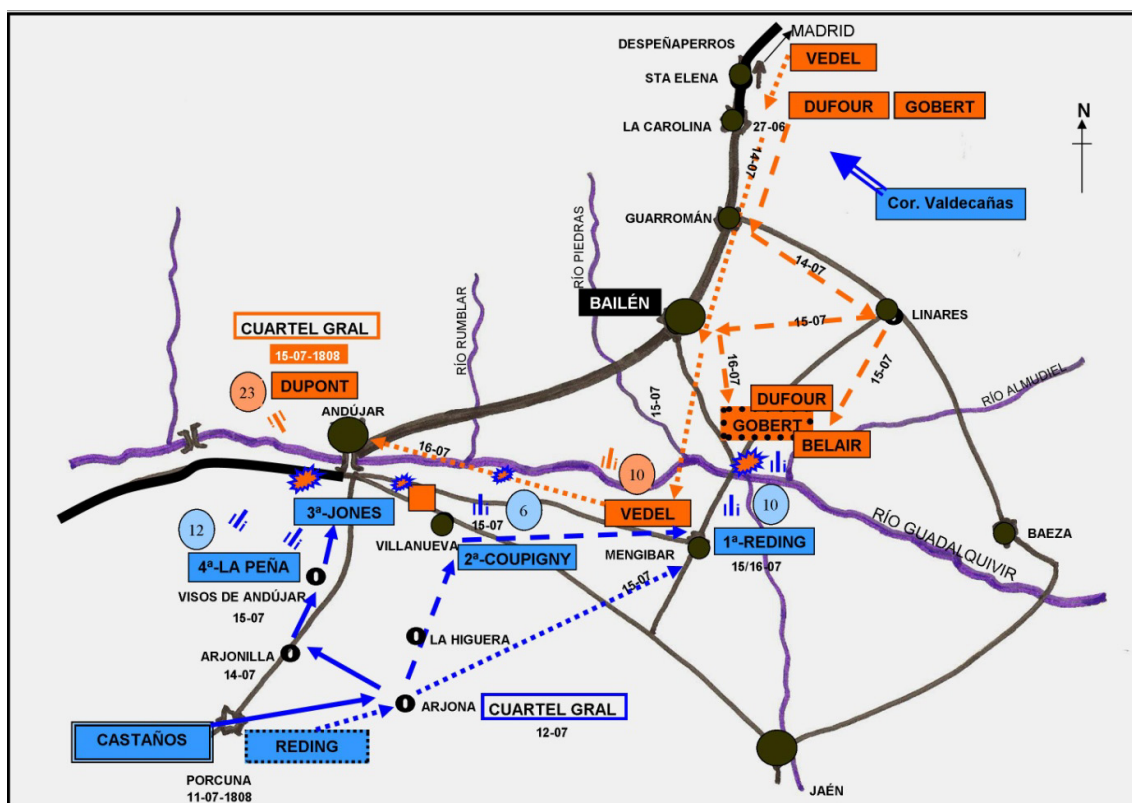 MADRID
DESPEÑAPERROS
VEDEL
STA ELENA
DUFOUR
GOBERT
N
LA CAROLINA
27-06
14-07
Cor. Valdecañas
GUARROMÁN
RÍO PIEDRAS
14-07
BAILÉN
RÍO RUMBLAR
15-07
LINARES
CUARTEL GRAL
15-07-1808
16-07
15-07
RÍO ALMUDIEL
23
DUPONT
15-07
DUFOUR
ANDÚJAR
GOBERT
16-07
BELAIR
10
10
12
3ª-JONES
15-07
6
VEDEL
RÍO GUADALQUIVIR
VILLANUEVA
2ª-COUPIGNY
MENGIBAR
1ª-REDING
BAEZA
4ª-LA PEÑA
15/16-07
VISOS DE ANDÚJAR
15-07
15-07
LA HIGUERA
ARJONILLA
14-07
ARJONA
CUARTEL GRAL
12-07
CASTAÑOS
REDING
PORCUNA
11-07-1808
JAÉN